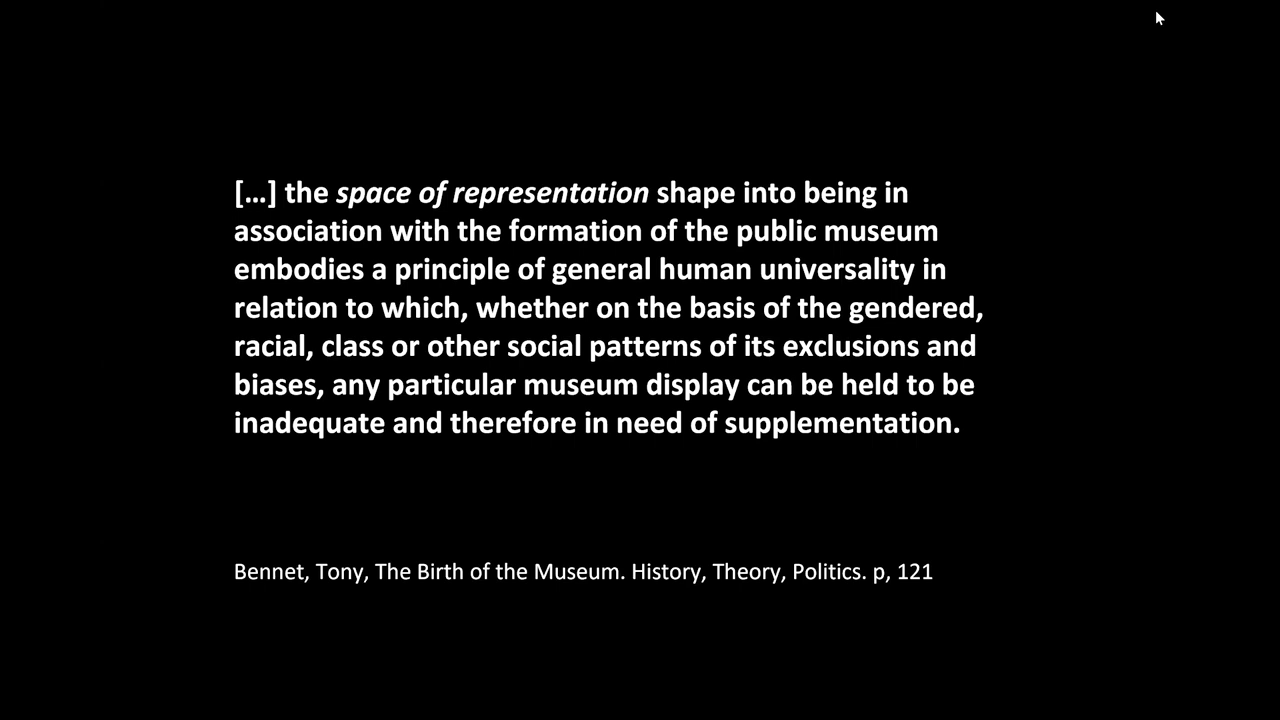 […] the space of representation shape into being in
association with the formation of the public museum
embodies a principle of general human universality in
relation to which, whether on the basis of the gendered,
racial, class or other social patterns of its exclusions and
biases, any particular museum display can be held to be
inadequate and therefore in need of supplementation.
Bennet, Tony, The Birth of the Museum. History, Theory, Politics. p, 121